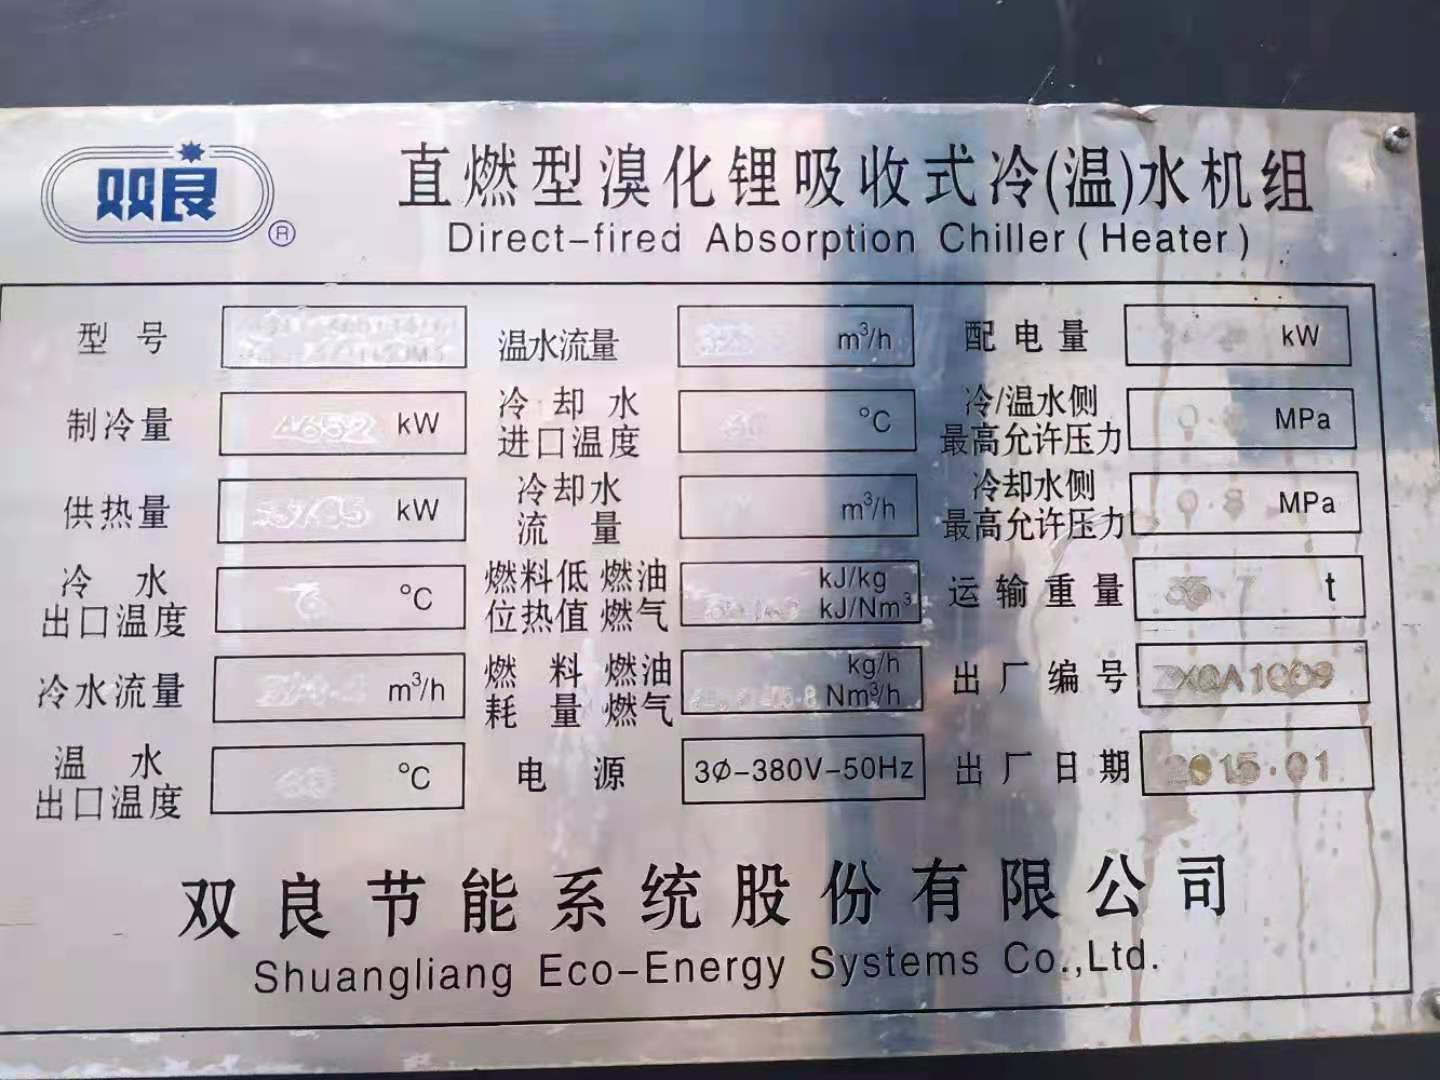 双良 ®
直燃型溴化锂吸收式冷(温)水机组
Direct-fired Absorption Chiller (Heater)
型号
温水流量 m³/h
配电量 kW
制冷量 4652 kW
冷却水进口温度 °C
冷/温水侧最高允许压力 0.8 MPa
供热量 kW
冷却水流量 m³/h
冷却水侧最高允许压力 0.8 MPa
冷水出口温度 °C
燃料低位热值 燃油 kJ/kg 燃气 kJ/Nm³
运输重量 t
冷水流量 m³/h
燃料耗量 燃油 kg/h 燃气 Nm³/h
出厂编号 ZXQA1009
温水出口温度 °C
电源 3Ø-380V-50Hz
出厂日期 2015.01
双良节能系统股份有限公司
Shuangliang Eco-Energy Systems Co.,Ltd.